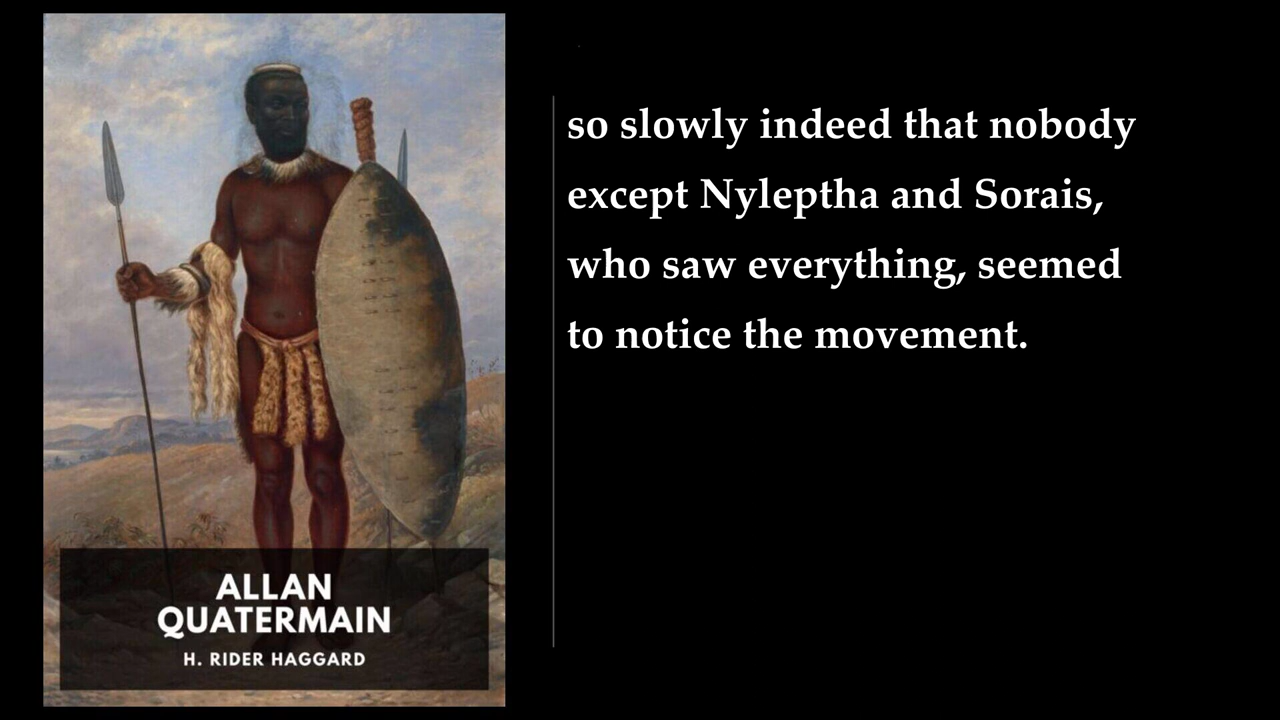 so slowly indeed that nobody
except Nyleptha and Sorais,
who saw everything, seemed
to notice the movement.
ALLAN
QUATERMAIN
H. RIDER HAGGARD